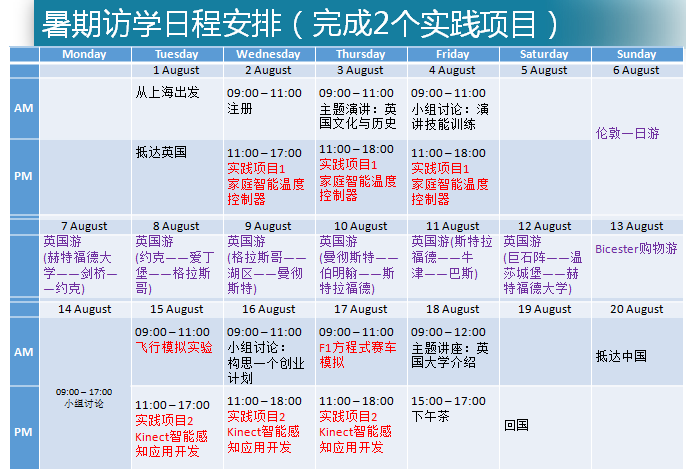 暑期访学日程安排（完成2个实践项目）
Monday Tuesday Wednesday Thursday Friday Saturday Sunday
1 August 2 August 3 August 4 August 5 August 6 August
AM
从上海出发
09:00 – 11:00
注册
09:00 – 11:00
主题演讲：英
国文化与历史
09:00 – 11:00
小组讨论：演
讲技能训练
伦敦一日游
PM
抵达英国
11:00 – 17:00
实践项目1
家庭智能温度
控制器
11:00 – 18:00
实践项目1
家庭智能温度
控制器
11:00 – 18:00
实践项目1
家庭智能温度
控制器
7 August 8 August 9 August 10 August 11 August 12 August 13 August
英国游
(赫特福德大
学——剑桥—
—约克)
英国游
(约克——爱丁
堡——格拉斯
哥)
英国游
(格拉斯哥——
湖区——曼彻
斯特)
英国游
(曼彻斯特——
伯明翰——斯
特拉福德)
英国游(斯特拉
福德——牛
津——巴斯)
英国游
(巨石阵——温
莎城堡——赫
特福德大学)
Bicester购物游
14 August 15 August 16 August 17 August 18 August 19 August 20 August
AM
09:00 – 17:00
小组讨论
09:00 – 11:00
飞行模拟实验
09:00 – 11:00
小组讨论：
构思一个创业
计划
09:00 – 11:00
F1方程式赛车
模拟
09:00 – 12:00
主题讲座：英
国大学介绍
抵达中国
PM
11:00 – 17:00
实践项目2
Kinect智能感
知应用开发
11:00 – 18:00
实践项目2
Kinect智能感
知应用开发
11:00 – 18:00
实践项目2
Kinect智能感
知应用开发
15:00 – 17:00
下午茶
回国